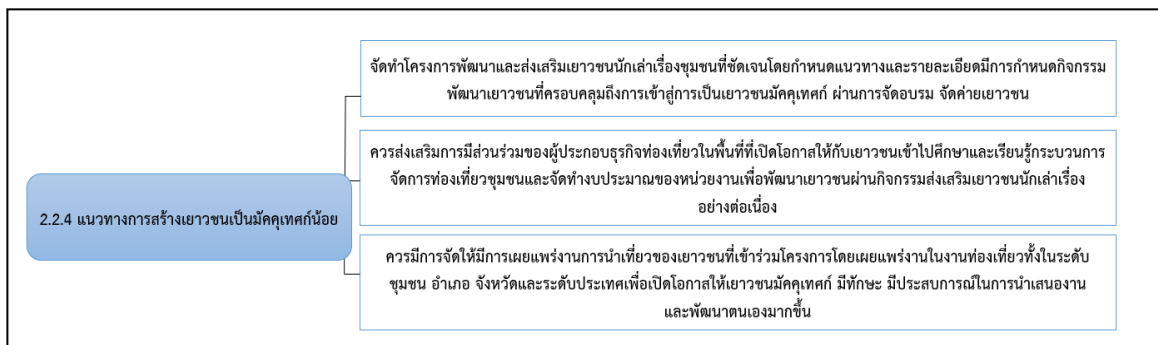 จัดทำโครงการพัฒนาและส่งเสริมเยาวชนนักเล่าเรื่องชุมชนที่ชัดเจนโดยกำหนดแนวทางและรายละเอียดมีการกำหนดกิจกรรม
พัฒนาเยาวชนที่ครอบคลุมถึงการเข้าสู่การเป็นเยาวชนมัคคุเทศก์ ผ่านการจัดอบรม จัดค่ายเยาวชน
ควรส่งเสริมการมีส่วนร่วมของผู้ประกอบธุรกิจท่องเที่ยวในพื้นที่ที่เปิดโอกาสให้กับเยาวชนเข้าไปศึกษาและเรียนรู้กระบวนการ
จัดการท่องเที่ยวชุมชนและจัดทำงบประมาณของหน่วยงานเพื่อพัฒนาเยาวชนผ่านกิจกรรมส่งเสริมเยาวชนนักเล่าเรื่อง
อย่างต่อเนื่อง
2.2.4 แนวทางการสร้างเยาวชนเป็นมัคคุเทศก์น้อย
ควรมีการจัดให้มีการเผยแพร่งานการนำเที่ยวของเยาวชนที่เข้าร่วมโครงการโดยเผยแพร่งานในงานท่องเที่ยวทั้งในระดับ
ชุมชน อำเภอ จังหวัดและระดับประเทศเพื่อเปิดโอกาสให้เยาวชนมัคคุเทศก์ มีทักษะ มีประสบการณ์ในการนำเสนองาน
และพัฒนาตนเองมากขึ้น